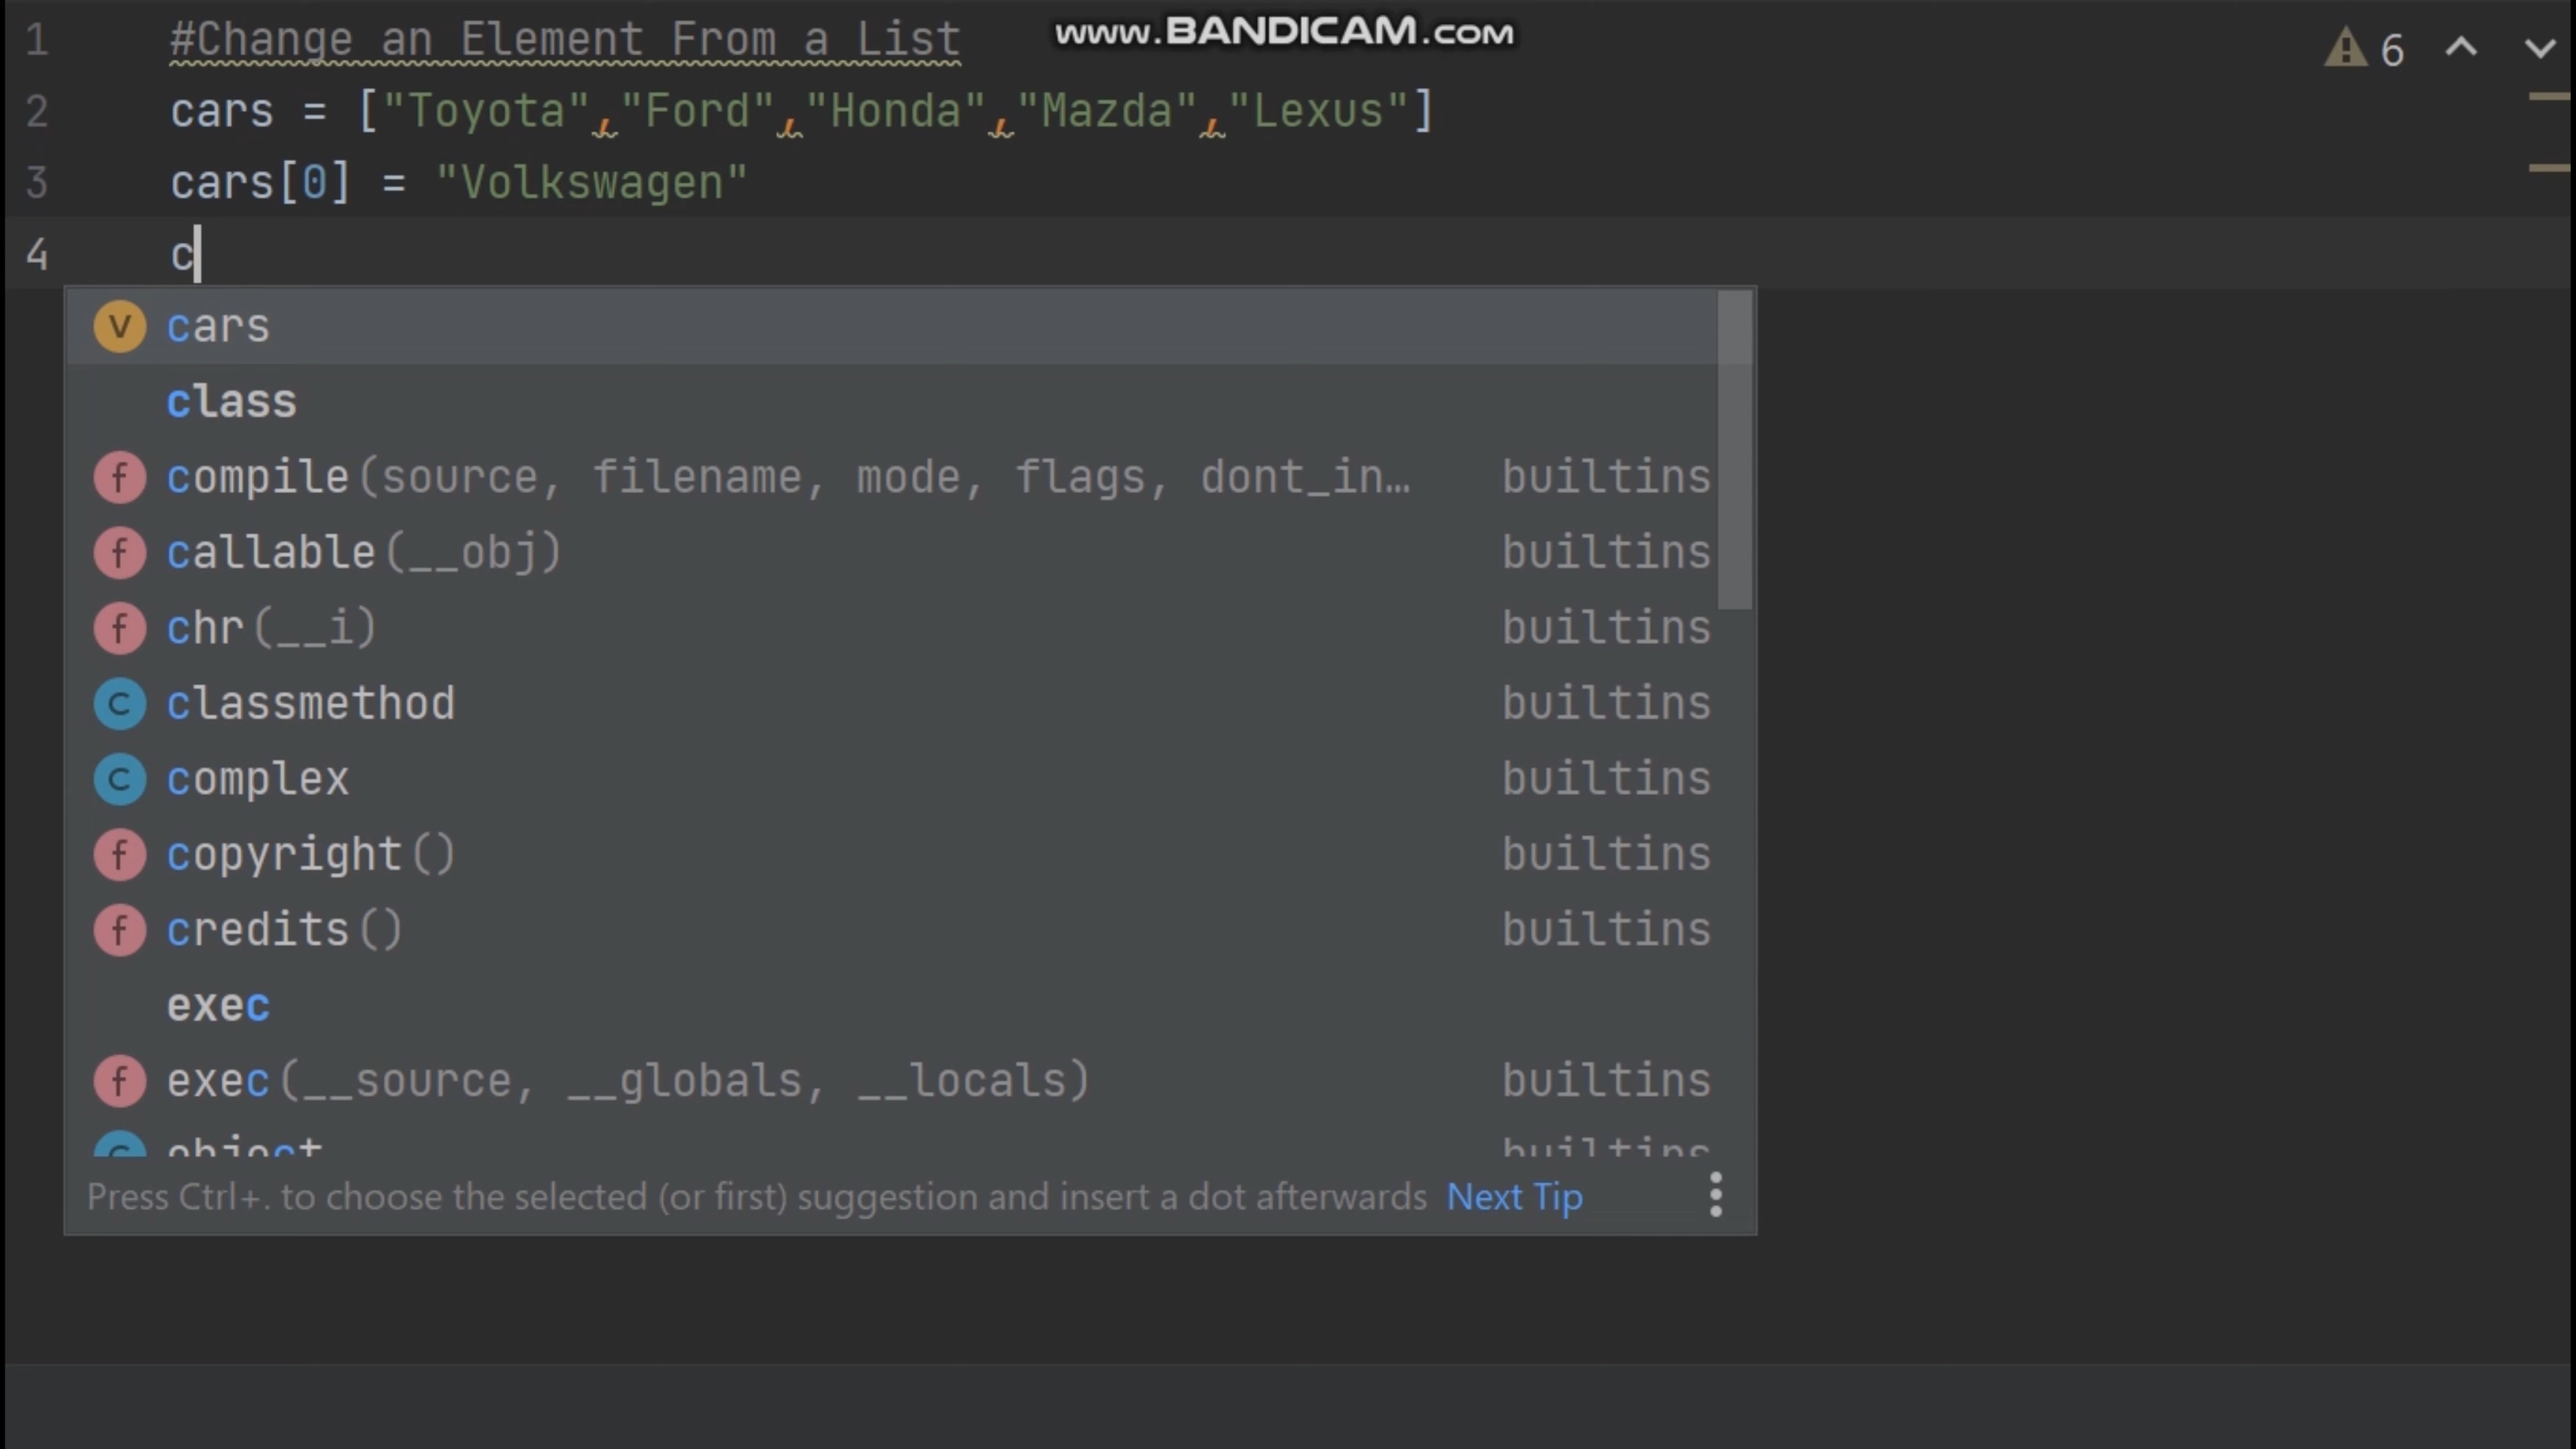 1 #Change an Element From a List
www.BANDICAM.com
6
2 cars = ["Toyota","Ford","Honda","Mazda","Lexus"]
3 cars[0] = "Volkswagen"
4 c
V cars
class
f compile(source, filename, mode, flags, dont_in… builtins
f callable(__obj) builtins
f chr(__i) builtins
C classmethod builtins
C complex builtins
f copyright() builtins
f credits() builtins
exec
f exec(__source, __globals, __locals) builtins
C object builtins
Press Ctrl+. to choose the selected (or first) suggestion and insert a dot afterwards Next Tip